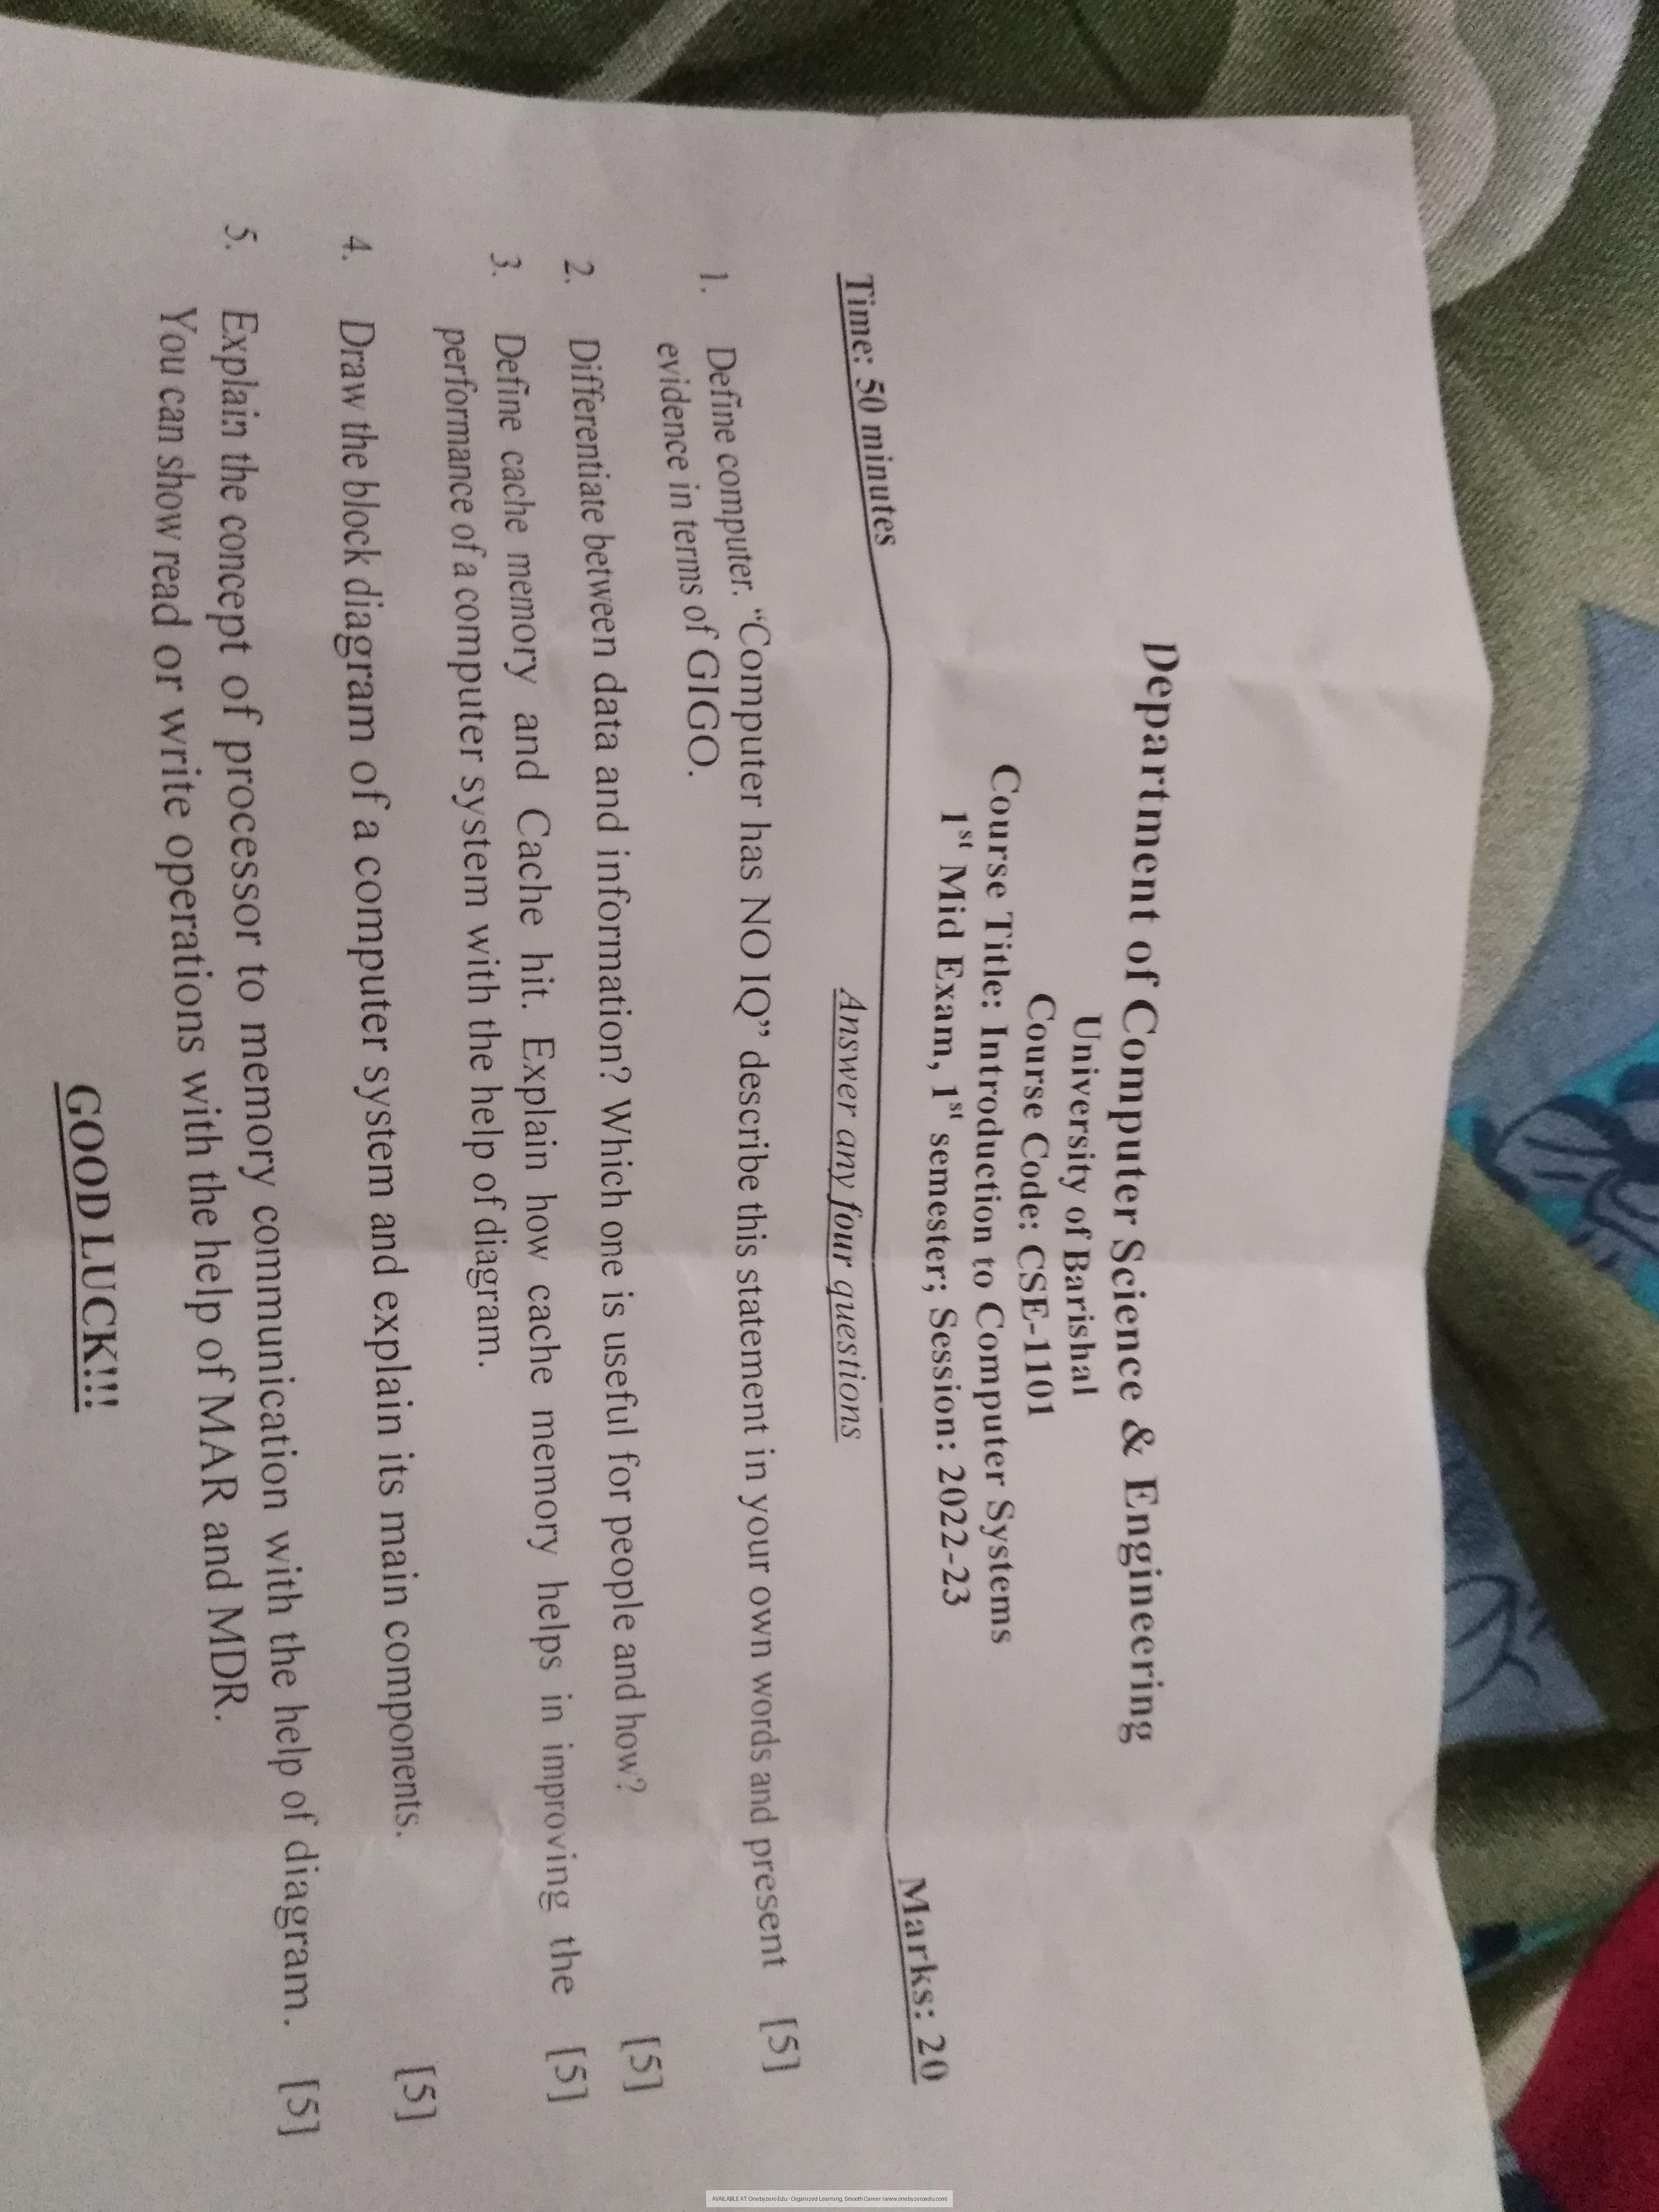 Department of Computer Science & Engineering
University of Barishal
Course Code: CSE-1101
Course Title: Introduction to Computer Systems
1st Mid Exam, 1st semester; Session: 2022-23
Time: 50 minutes Marks: 20
Answer any four questions
1. Define computer. “Computer has NO IQ” describe this statement in your own words and present [5]
evidence in terms of GIGO.
2. Differentiate between data and information? Which one is useful for people and how? [5]
3. Define cache memory and Cache hit. Explain how cache memory helps in improving the [5]
performance of a computer system with the help of diagram.
4. Draw the block diagram of a computer system and explain its main components. [5]
5. Explain the concept of processor to memory communication with the help of diagram. [5]
You can show read or write operations with the help of MAR and MDR.
GOOD LUCK!!!
AVAILABLE AT Onebyzero Edu - Organized Learning, Smooth Career (www.onebyzeroedu.com)